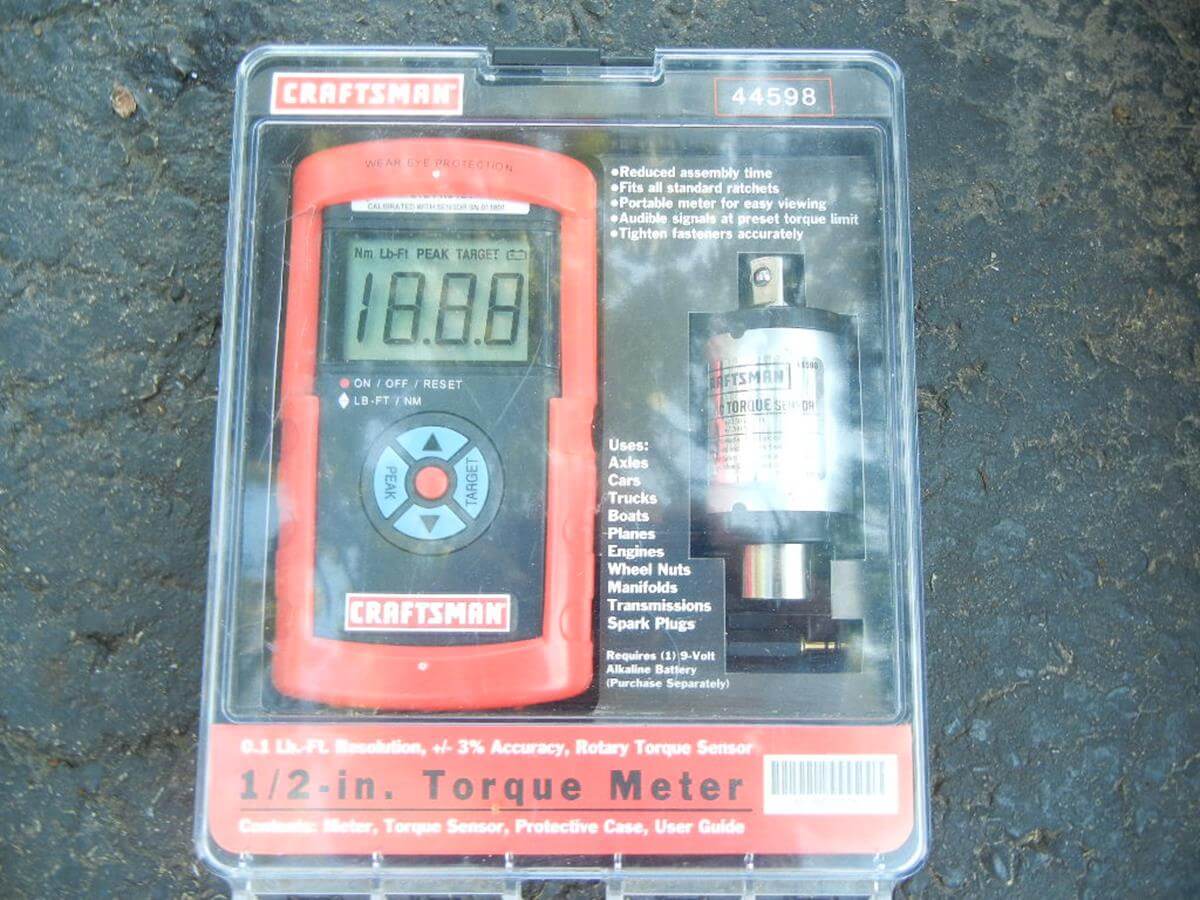 CRAFTSMAN
44598
WEAR EYE PROTECTION
CALIBRATED WITH SENSOR SN
Nm Lb-Ft PEAK TARGET
18.8.8
ON / OFF / RESET
LB-FT / NM
PEAK
TARGET
CRAFTSMAN
•Reduced assembly time
•Fits all standard ratchets
•Portable meter for easy viewing
•Audible signals at preset torque limit
•Tighten fasteners accurately
CRAFTSMAN
TORQUE SENSOR
Uses:
Axles
Cars
Trucks
Boats
Planes
Engines
Wheel Nuts
Manifolds
Transmissions
Spark Plugs
Requires (1) 9-Volt
Alkaline Battery
(Purchase Separately)
0.1 Lb.-Ft. Resolution, +/- 3% Accuracy, Rotary Torque Sensor
1/2-in. Torque Meter
Contents: Meter, Torque Sensor, Protective Case, User Guide